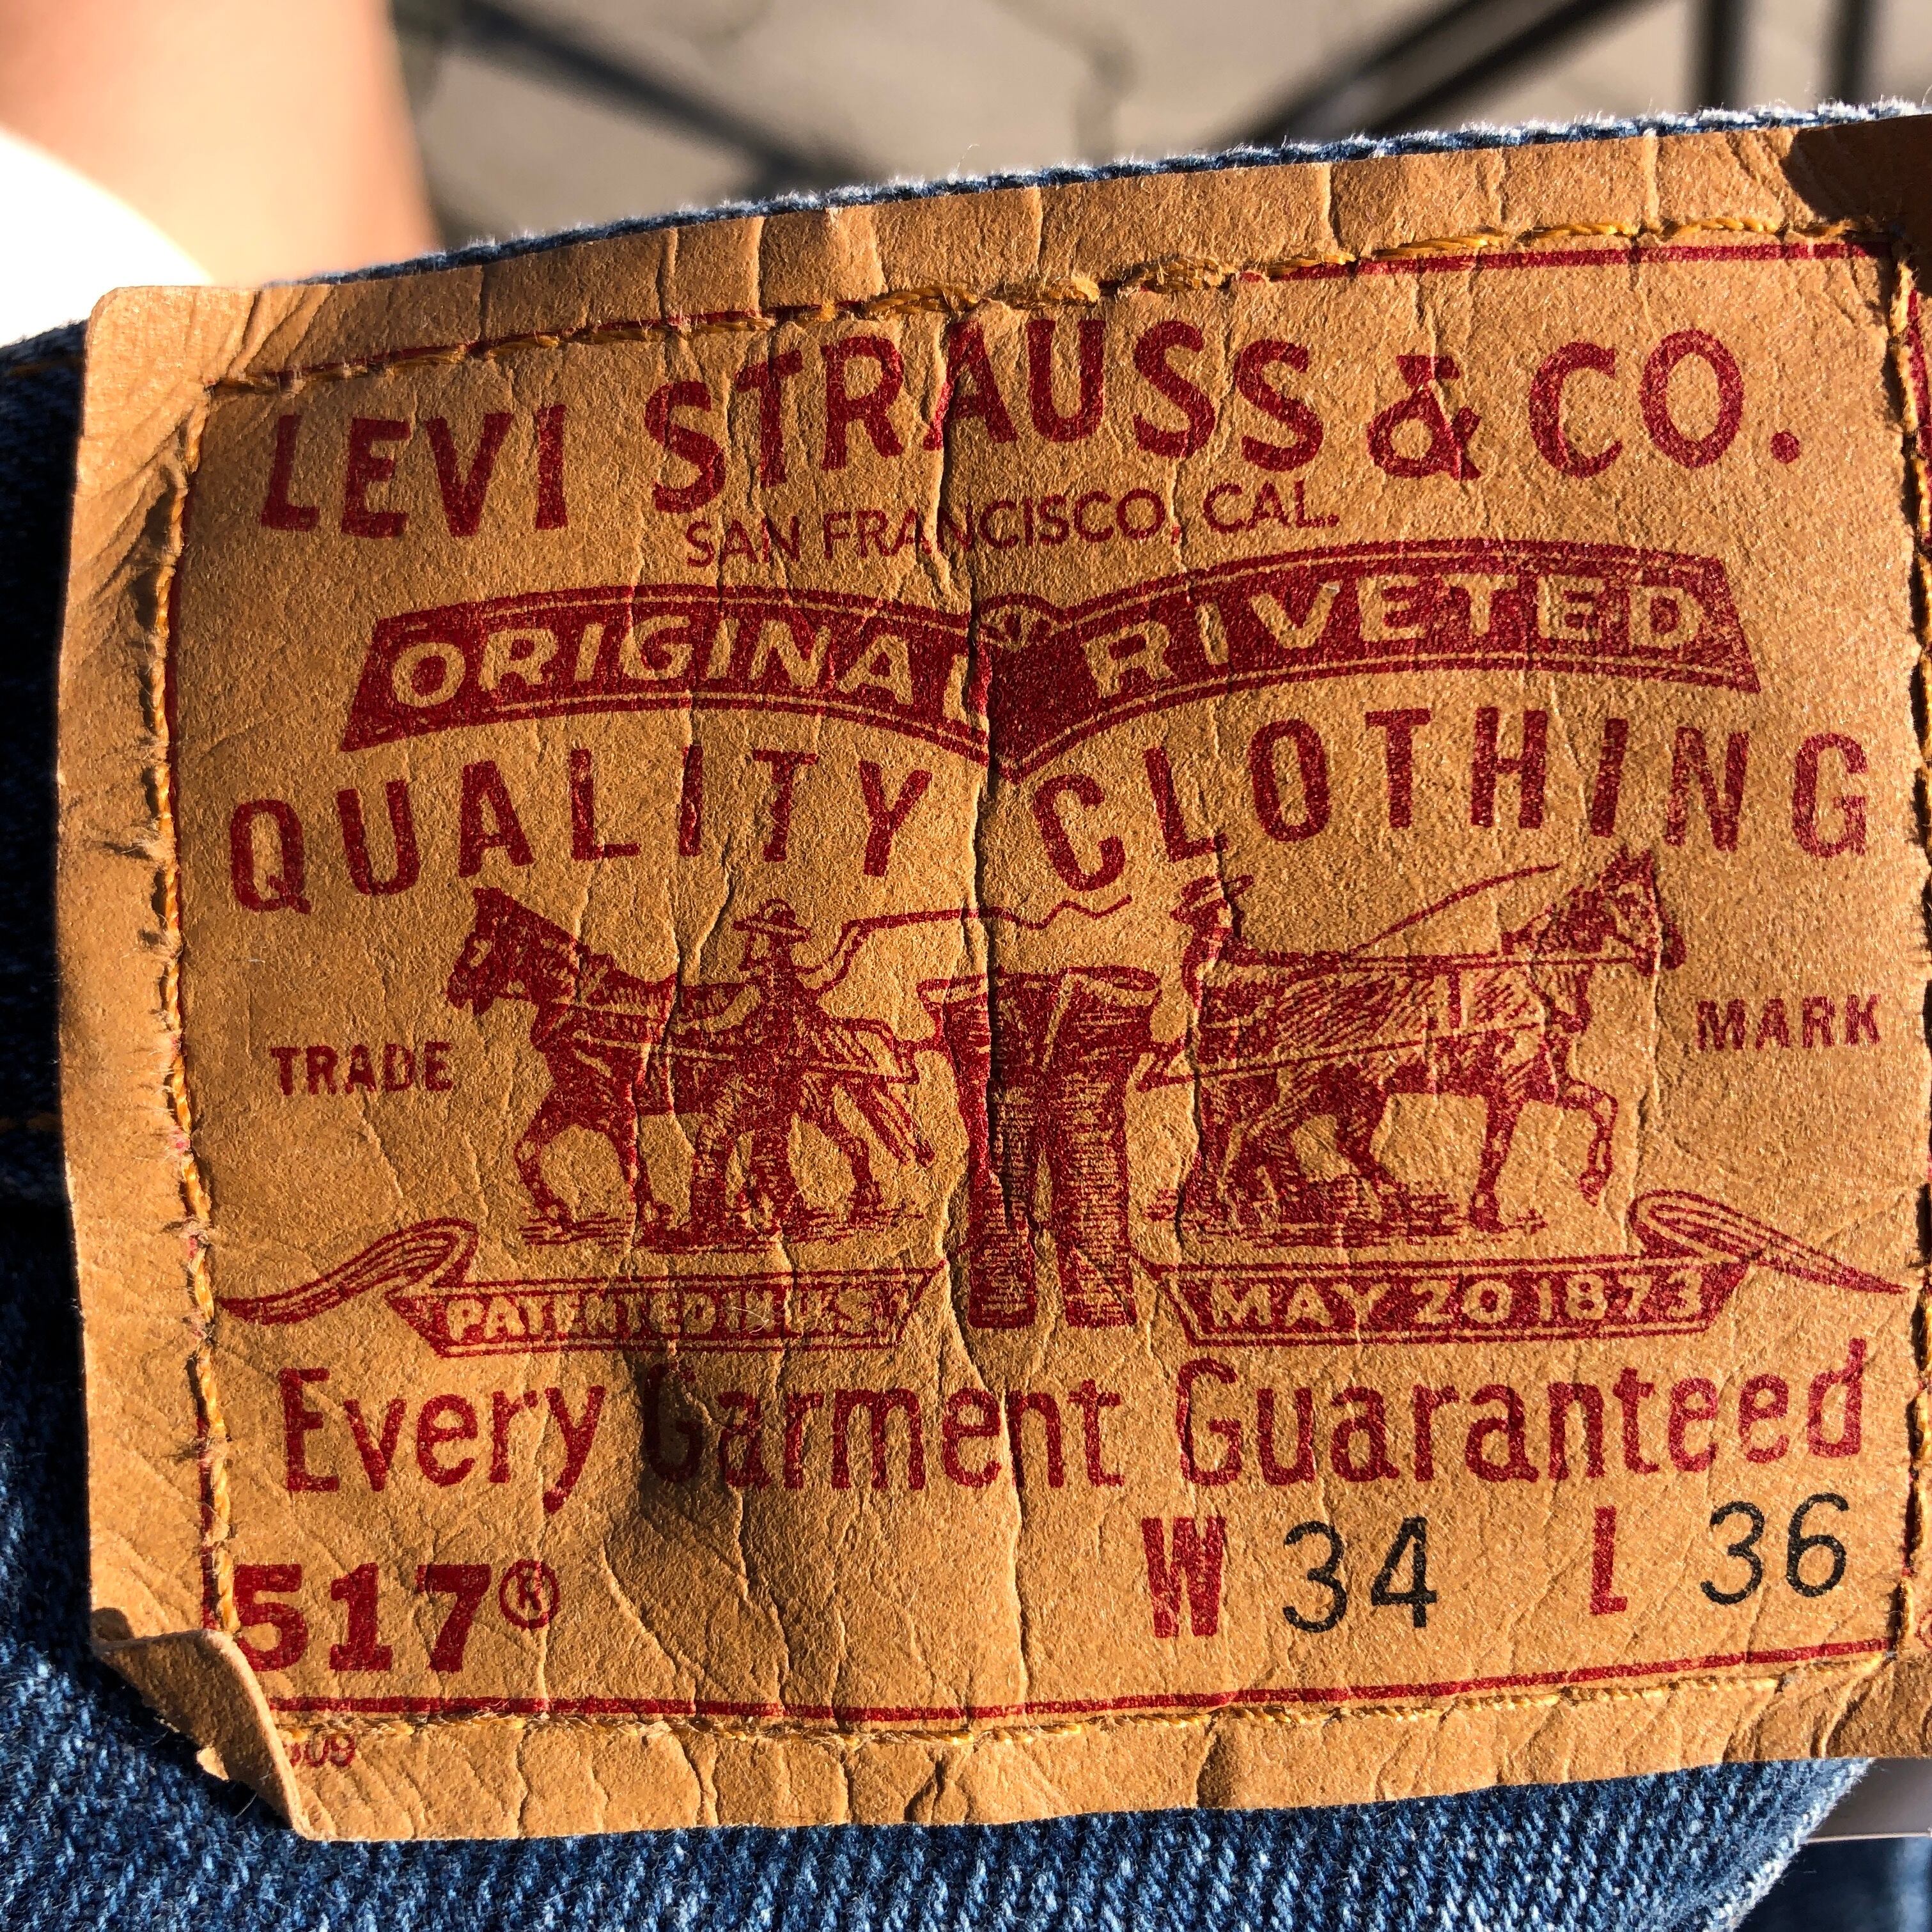 LEVI STRAUSS & CO.
SAN FRANCISCO, CAL.
ORIGINAL RIVETED
QUALITY CLOTHING
TRADE MARK
PATENTED IN U.S. MAY 20 1873
Every Garment Guaranteed
517® W 34 L 36